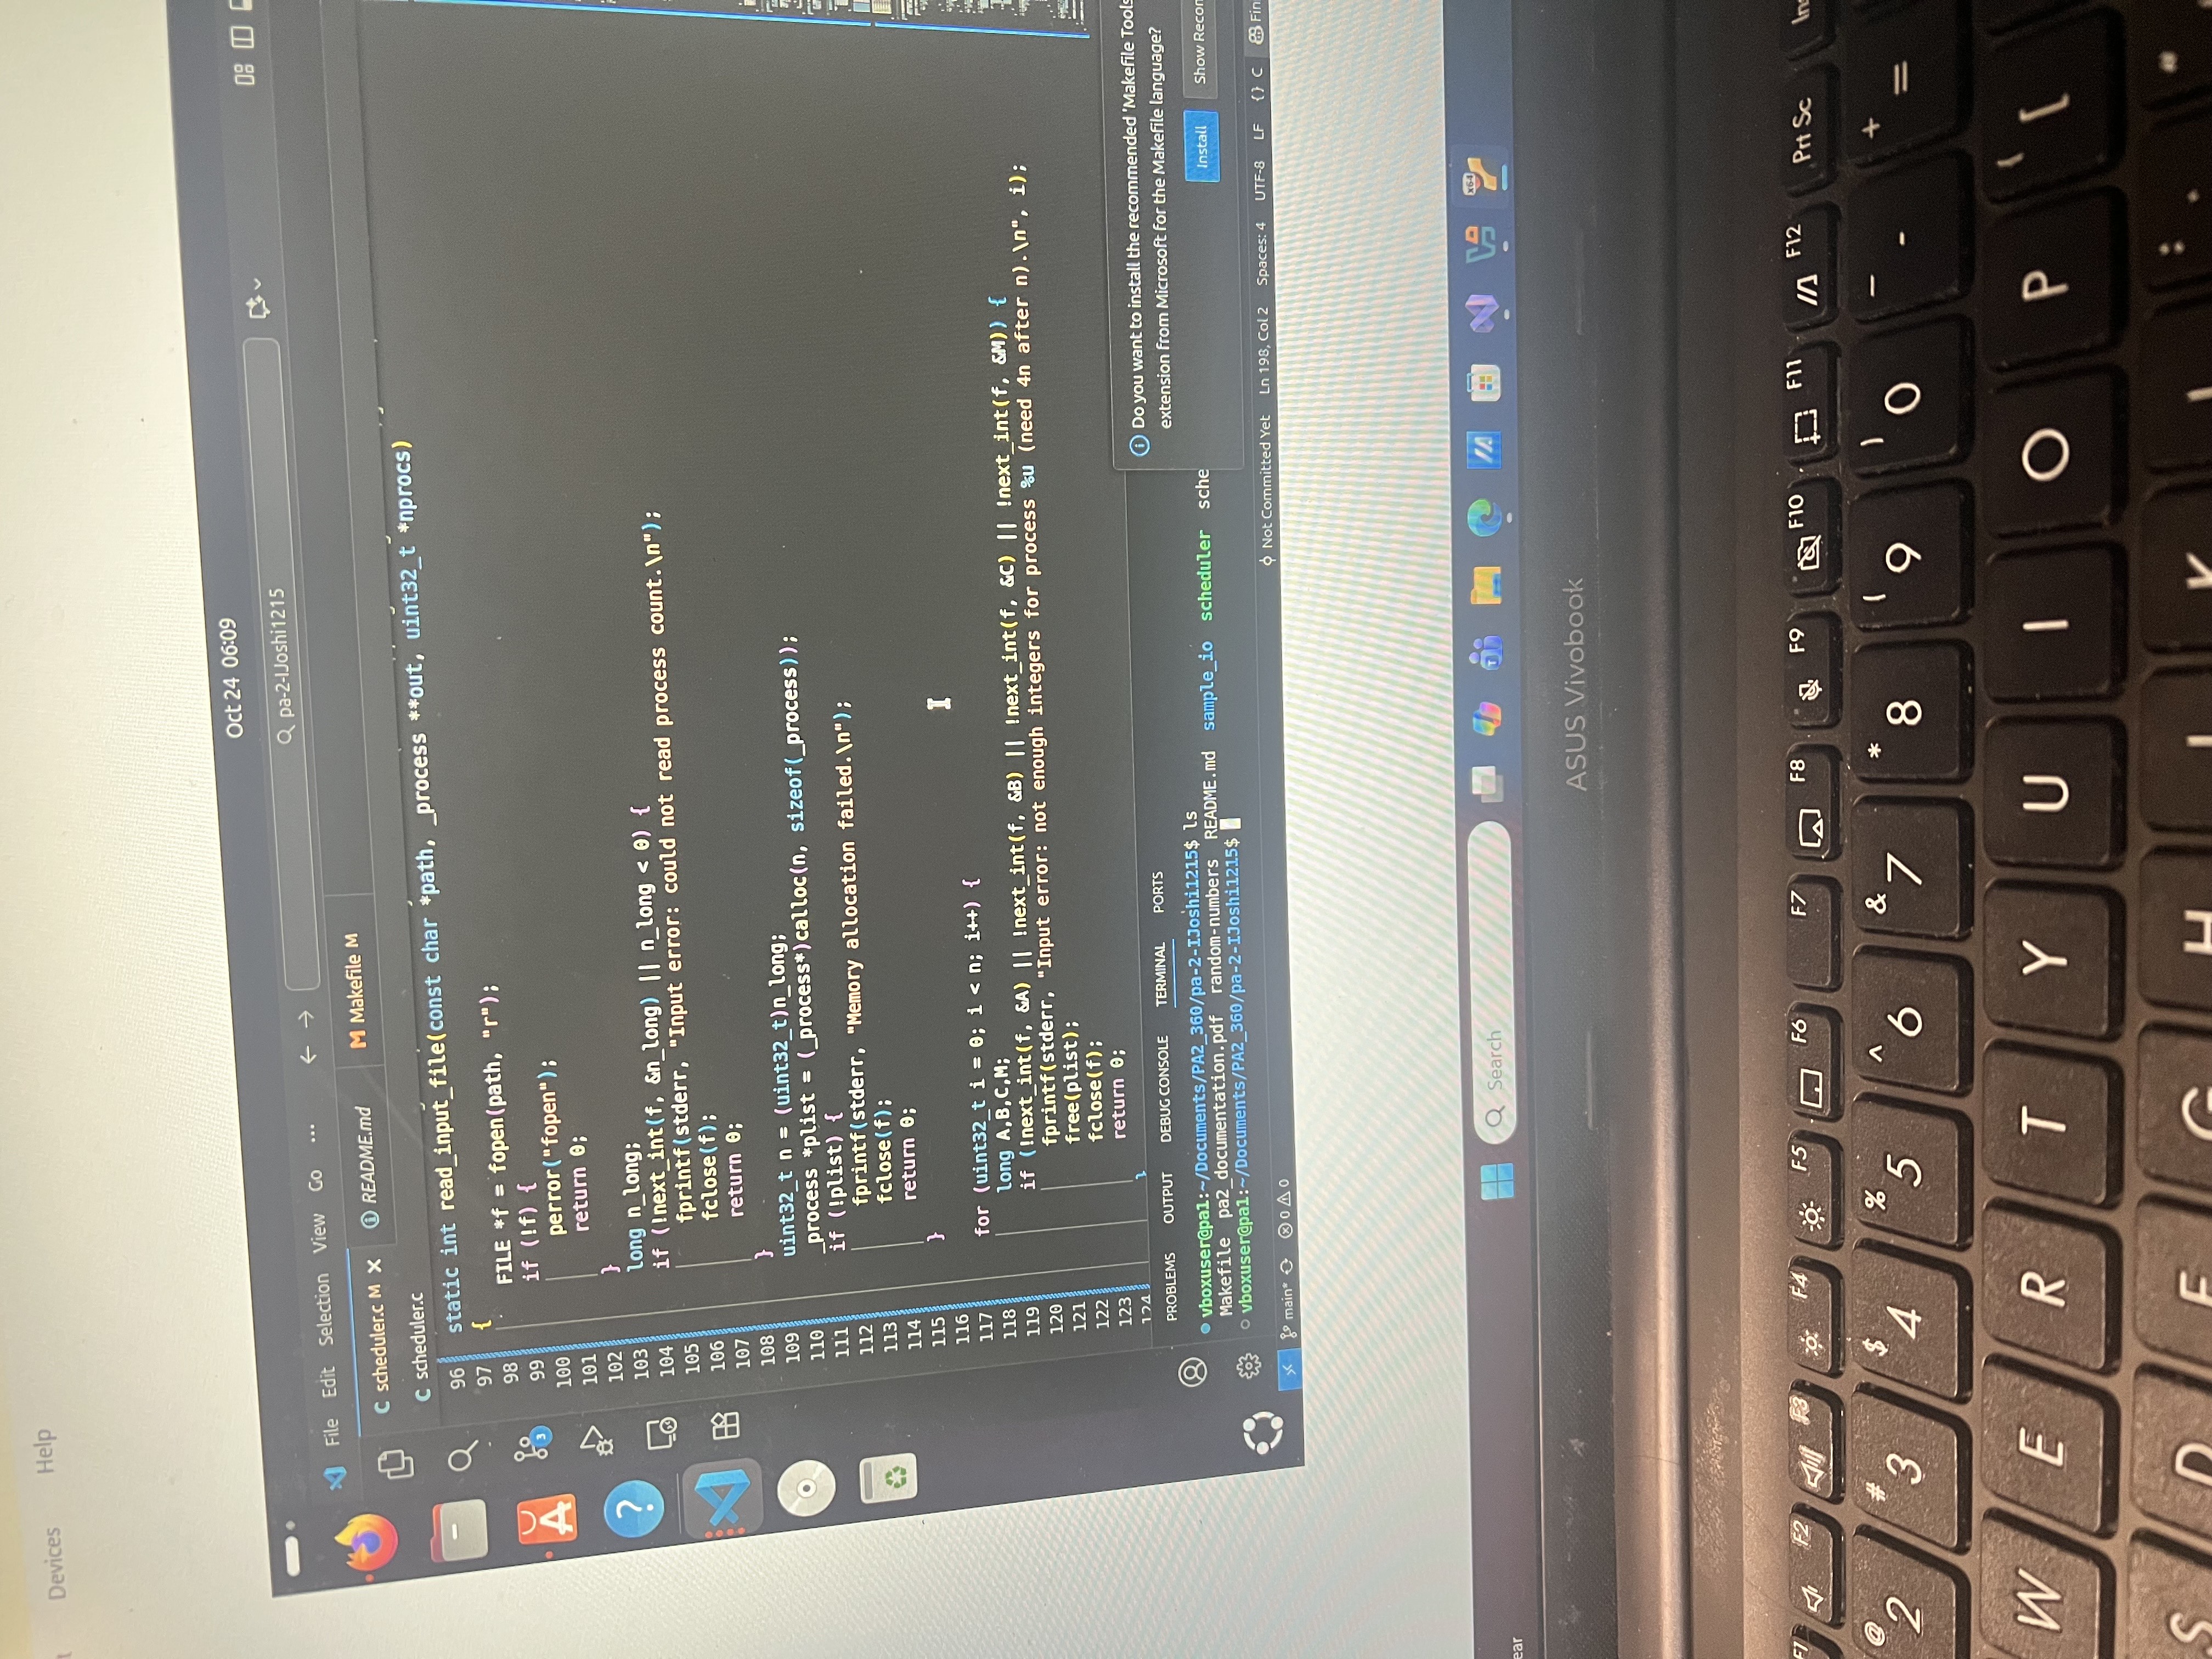 Devices Help
Oct 24 06:09
pa-2-IJoshi1215
File Edit Selection View Go ...
C scheduler.c M
README.md
M Makefile M
C scheduler.c
96 static int read_input_file(const char *path, _process **out, uint32_t *nprocs)
97 {
98 FILE *f = fopen(path, "r");
99 if (!f) {
100 perror("fopen");
101 return 0;
102 }
103 long n_long;
104 if (!next_int(f, &n_long) || n_long < 0) {
105 fprintf(stderr, "Input error: could not read process count.\n");
106 fclose(f);
107 return 0;
108 }
109 uint32_t n = (uint32_t)n_long;
110 _process *plist = (_process*)calloc(n, sizeof(_process));
111 if (!plist) {
112 fprintf(stderr, "Memory allocation failed.\n");
113 fclose(f);
114 return 0;
115 }
116
117 for (uint32_t i = 0; i < n; i++) {
118 long A,B,C,M;
119 if (!next_int(f, &A) || !next_int(f, &B) || !next_int(f, &C) || !next_int(f, &M)) {
120 fprintf(stderr, "Input error: not enough integers for process %u (need 4n after n).\n", i);
121 free(plist);
122 fclose(f);
123 return 0;
124 }
3
PROBLEMS OUTPUT DEBUG CONSOLE TERMINAL PORTS
vboxuser@pa1:~/Documents/PA2_360/pa-2-IJoshi1215$ ls
Makefile pa2_documentation.pdf random-numbers README.md sample_io scheduler sche
vboxuser@pa1:~/Documents/PA2_360/pa-2-IJoshi1215$
Do you want to install the recommended 'Makefile Tools
extension from Microsoft for the Makefile language?
Install
Show Recon
main* 0 0
Not Committed Yet Ln 198, Col 2 Spaces: 4 UTF-8 LF {} C Fin
ear
Search
x64
ASUS Vivobook
F1 F2 F3 F4 F5 F6 F7 F8 F9 F10 F11 F12 Prt Sc In
@ # $ % ^ & * ( ) _ +
2 3 4 5 6 7 8 9 0 - =
W E R T Y U I O P {
[
S D F G H J K L : "